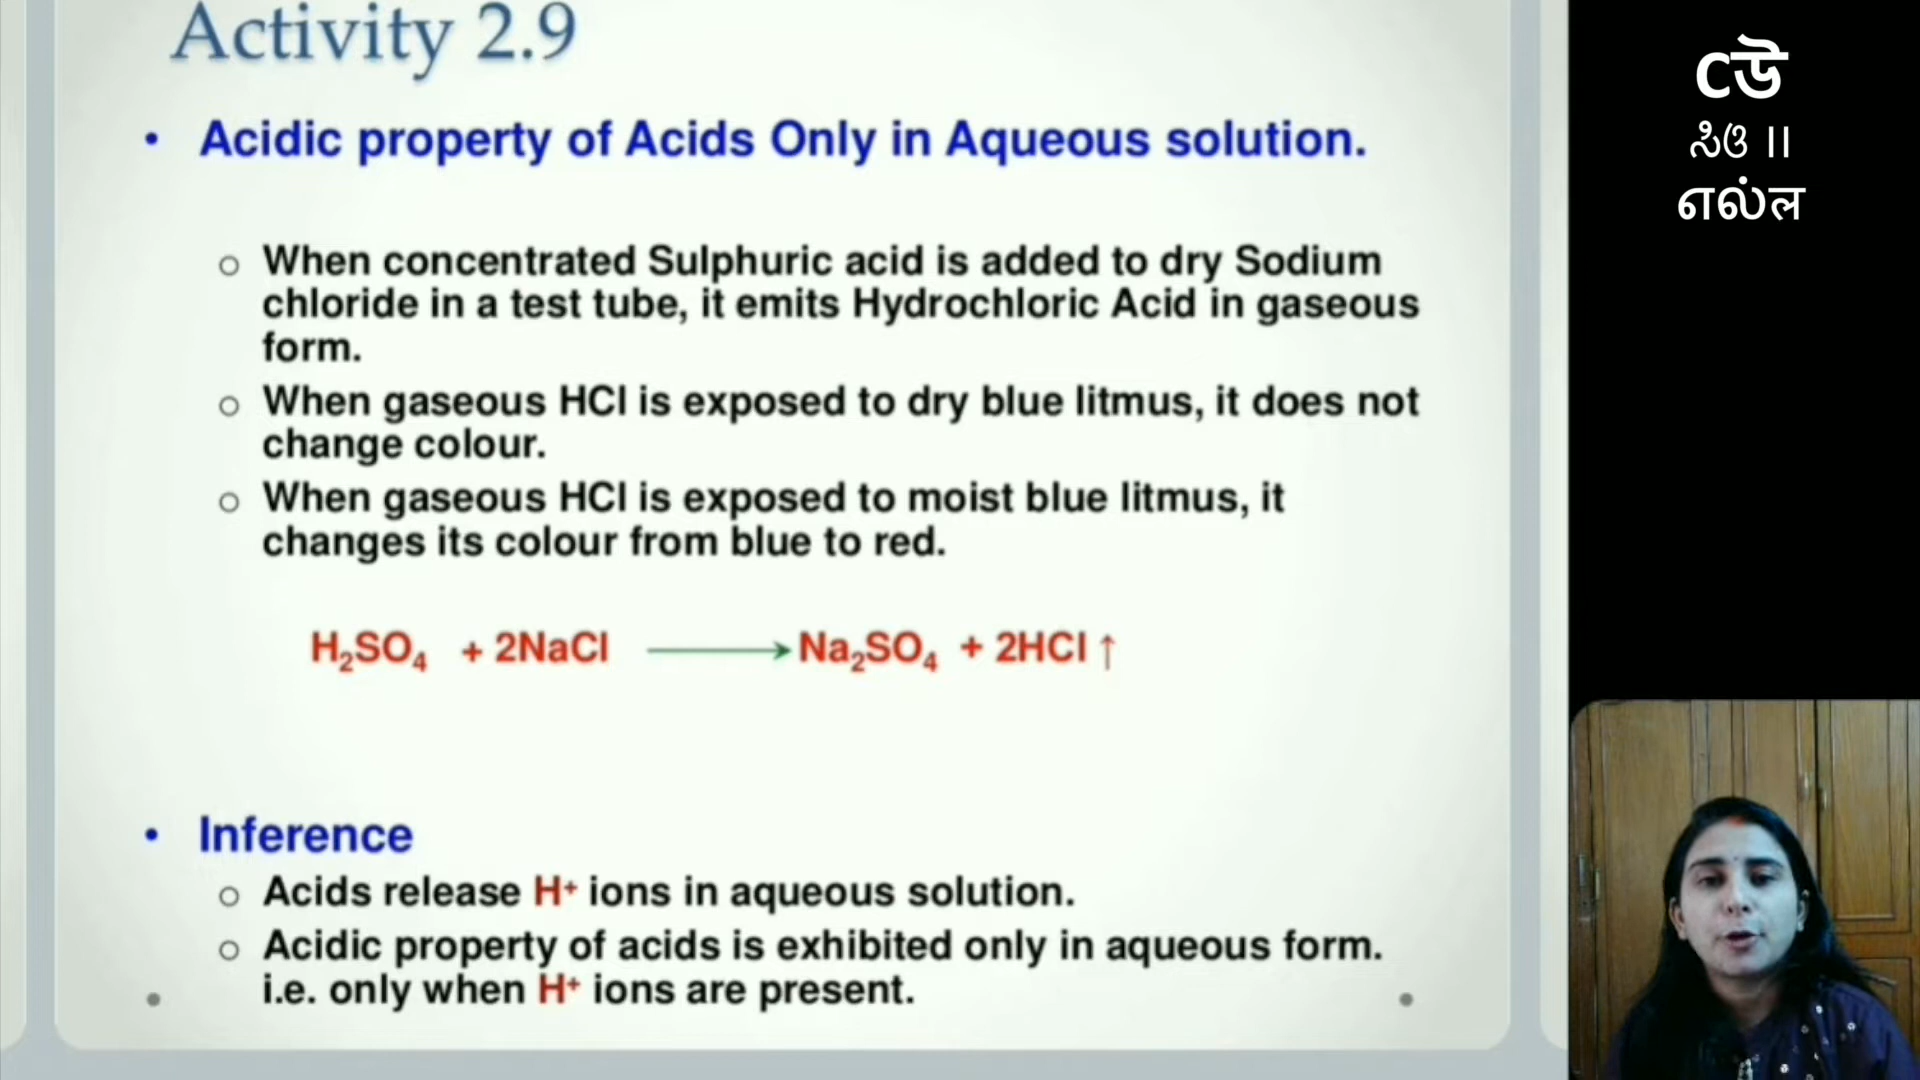 Activity 2.9
• Acidic property of Acids Only in Aqueous solution.
○ When concentrated Sulphuric acid is added to dry Sodium
chloride in a test tube, it emits Hydrochloric Acid in gaseous
form.
○ When gaseous HCl is exposed to dry blue litmus, it does not
change colour.
○ When gaseous HCl is exposed to moist blue litmus, it
changes its colour from blue to red.
H₂SO₄ + 2NaCl ⟶ Na₂SO₄ + 2HCl ↑
• Inference
○ Acids release H⁺ ions in aqueous solution.
○ Acidic property of acids is exhibited only in aqueous form.
i.e. only when H⁺ ions are present.